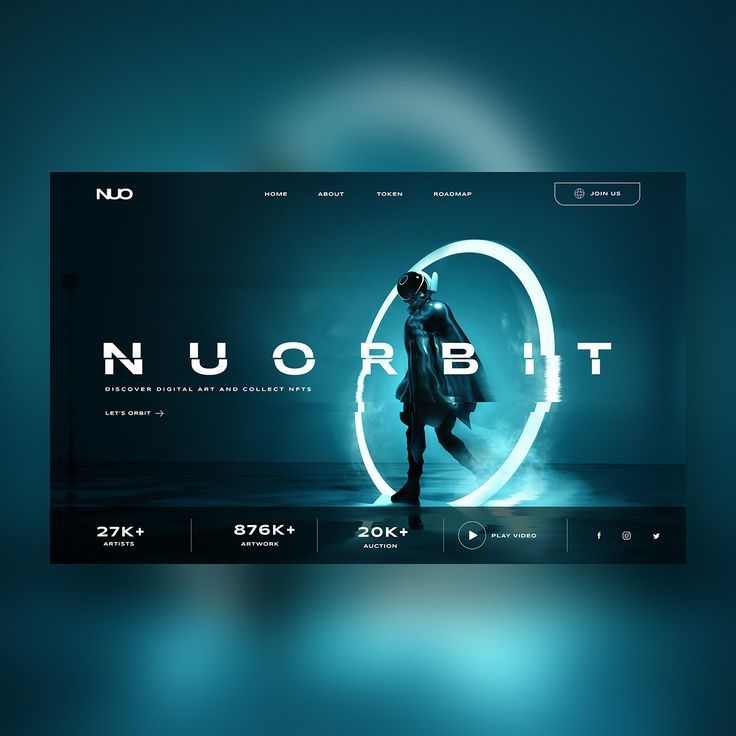 NUO
HOME
ABOUT
TOKEN
ROADMAP
JOIN US
NUORBIT
DISCOVER DIGITAL ART AND COLLECT NFTS
LET'S ORBIT
27K+
ARTISTS
876K+
ARTWORK
20K+
AUCTION
PLAY VIDEO